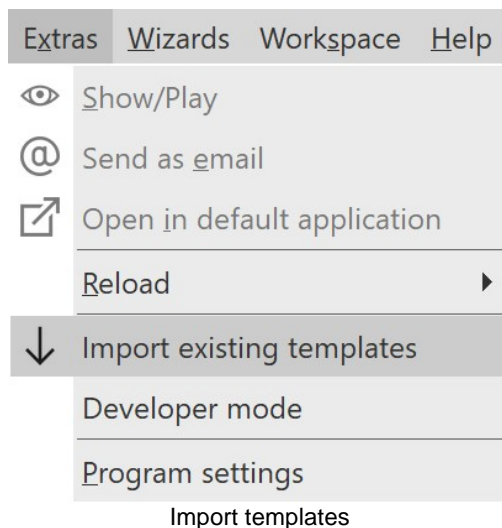 Extras Wizards Workspace Help
Show/Play
@ Send as email
Open in default application
Reload
Import existing templates
Developer mode
Program settings
Import templates